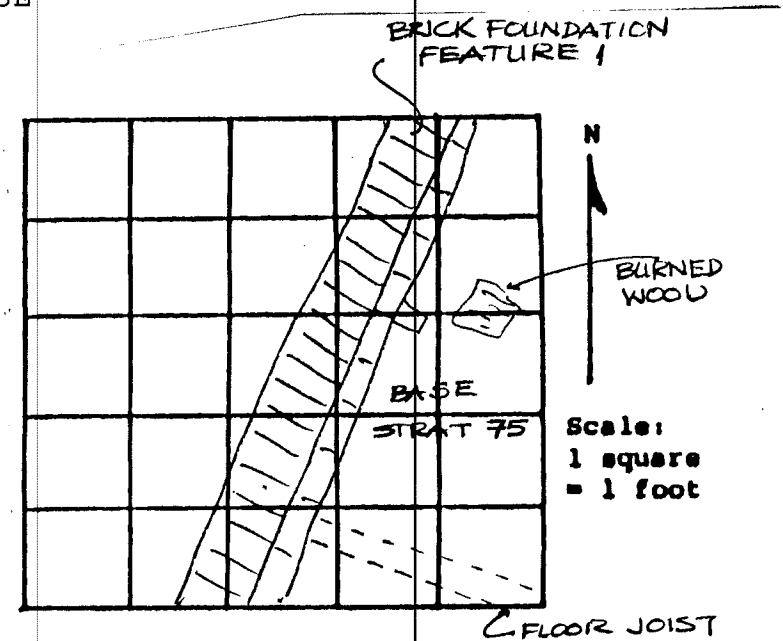 BRICK FOUNDATION
FEATURE 1
N
BURNED
WOOD
BASE
STRAT 75
Scale:
1 square
= 1 foot
FLOOR JOIST